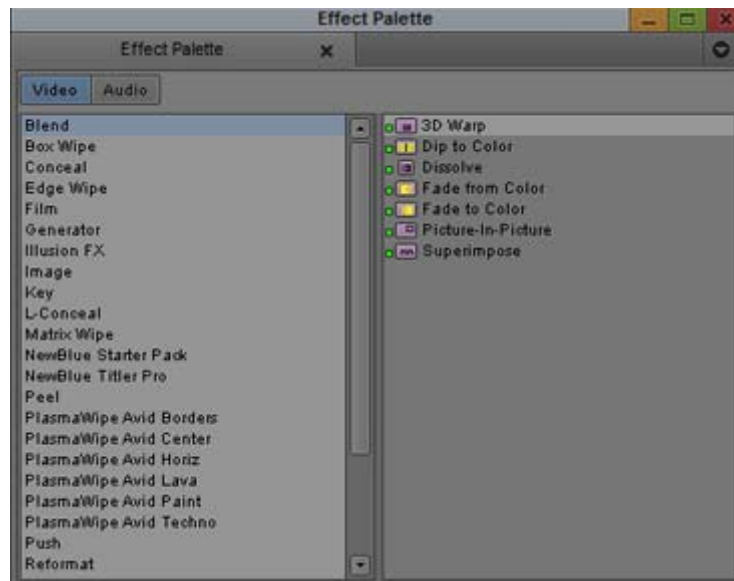 Effect Palette
Effect Palette
Video Audio
Blend
Box Wipe
Conceal
Edge Wipe
Film
Generator
Illusion FX
Image
Key
L-Conceal
Matrix Wipe
NewBlue Starter Pack
NewBlue Titler Pro
Peel
PlasmaWipe Avid Borders
PlasmaWipe Avid Center
PlasmaWipe Avid Horiz
PlasmaWipe Avid Lava
PlasmaWipe Avid Paint
PlasmaWipe Avid Techno
Push
Reformat
3D Warp
Dip to Color
Dissolve
Fade from Color
Fade to Color
Picture-In-Picture
Superimpose